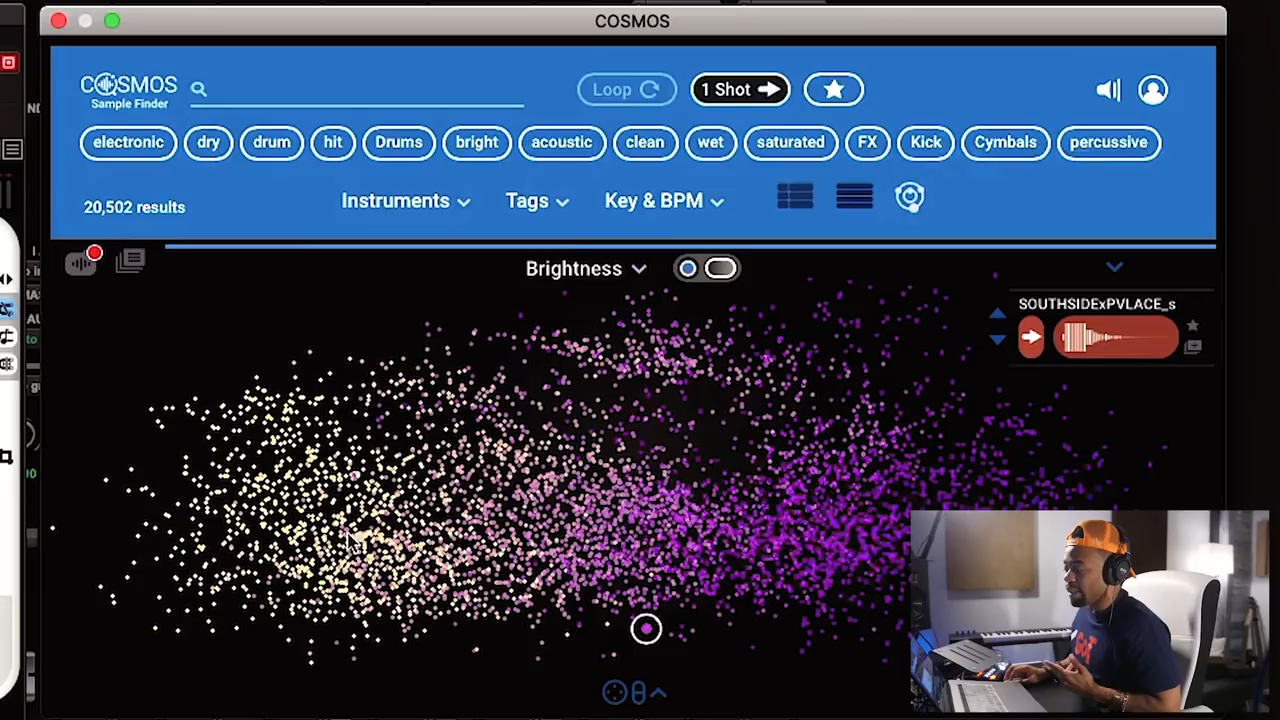 COSMOS
COSMOS
Sample Finder
Loop
1 Shot
electronic
dry
drum
hit
Drums
bright
acoustic
clean
wet
saturated
FX
Kick
Cymbals
percussive
20,502 results
Instruments
Tags
Key & BPM
Brightness
SOUTHSIDExPVLACE_s